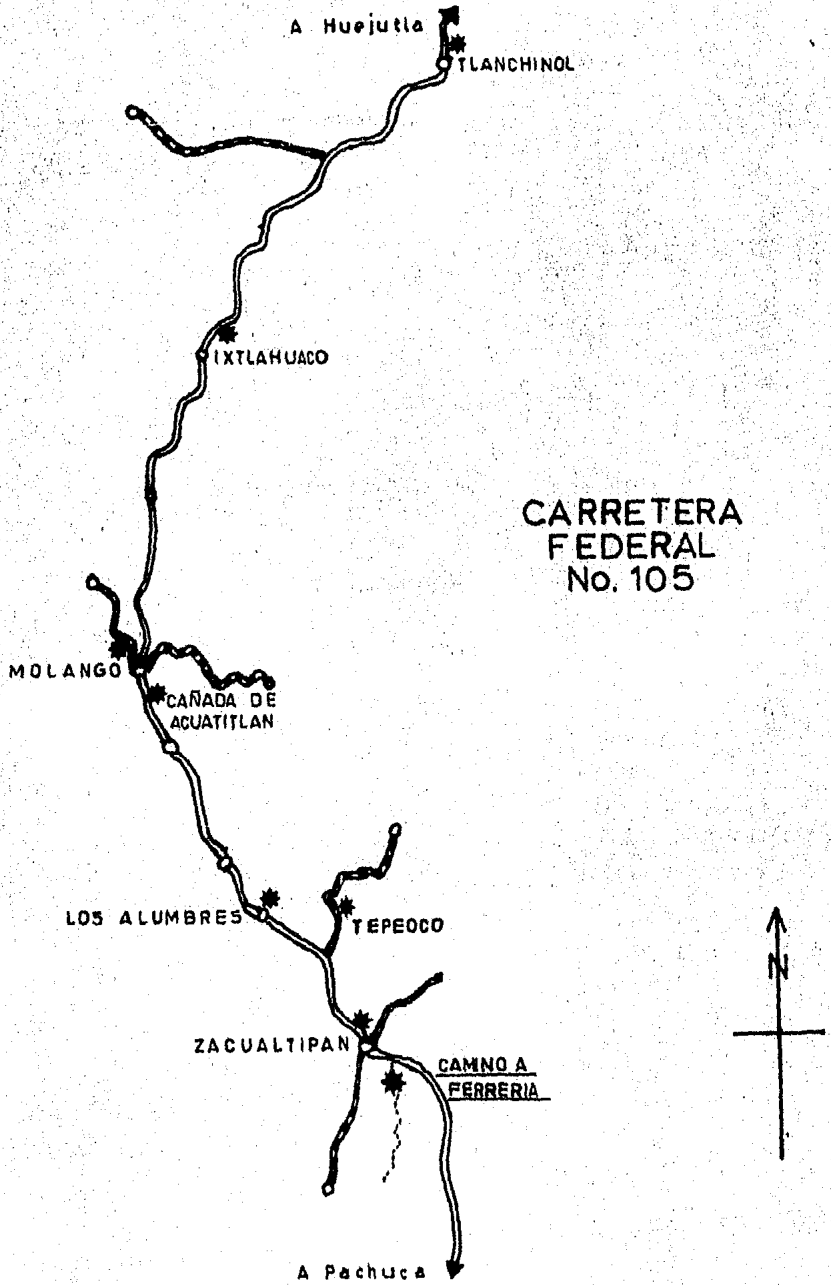 A Huejutla
TLANCHINOL
IXTLAHUACO
CARRETERA
FEDERAL
No. 105
MOLANGO
CAÑADA DE
ACUATITLAN
LOS ALUMBRES
TEPEOCO
N
ZACUALTIPAN
CAMNO A
FERRERIA
A Pachuca